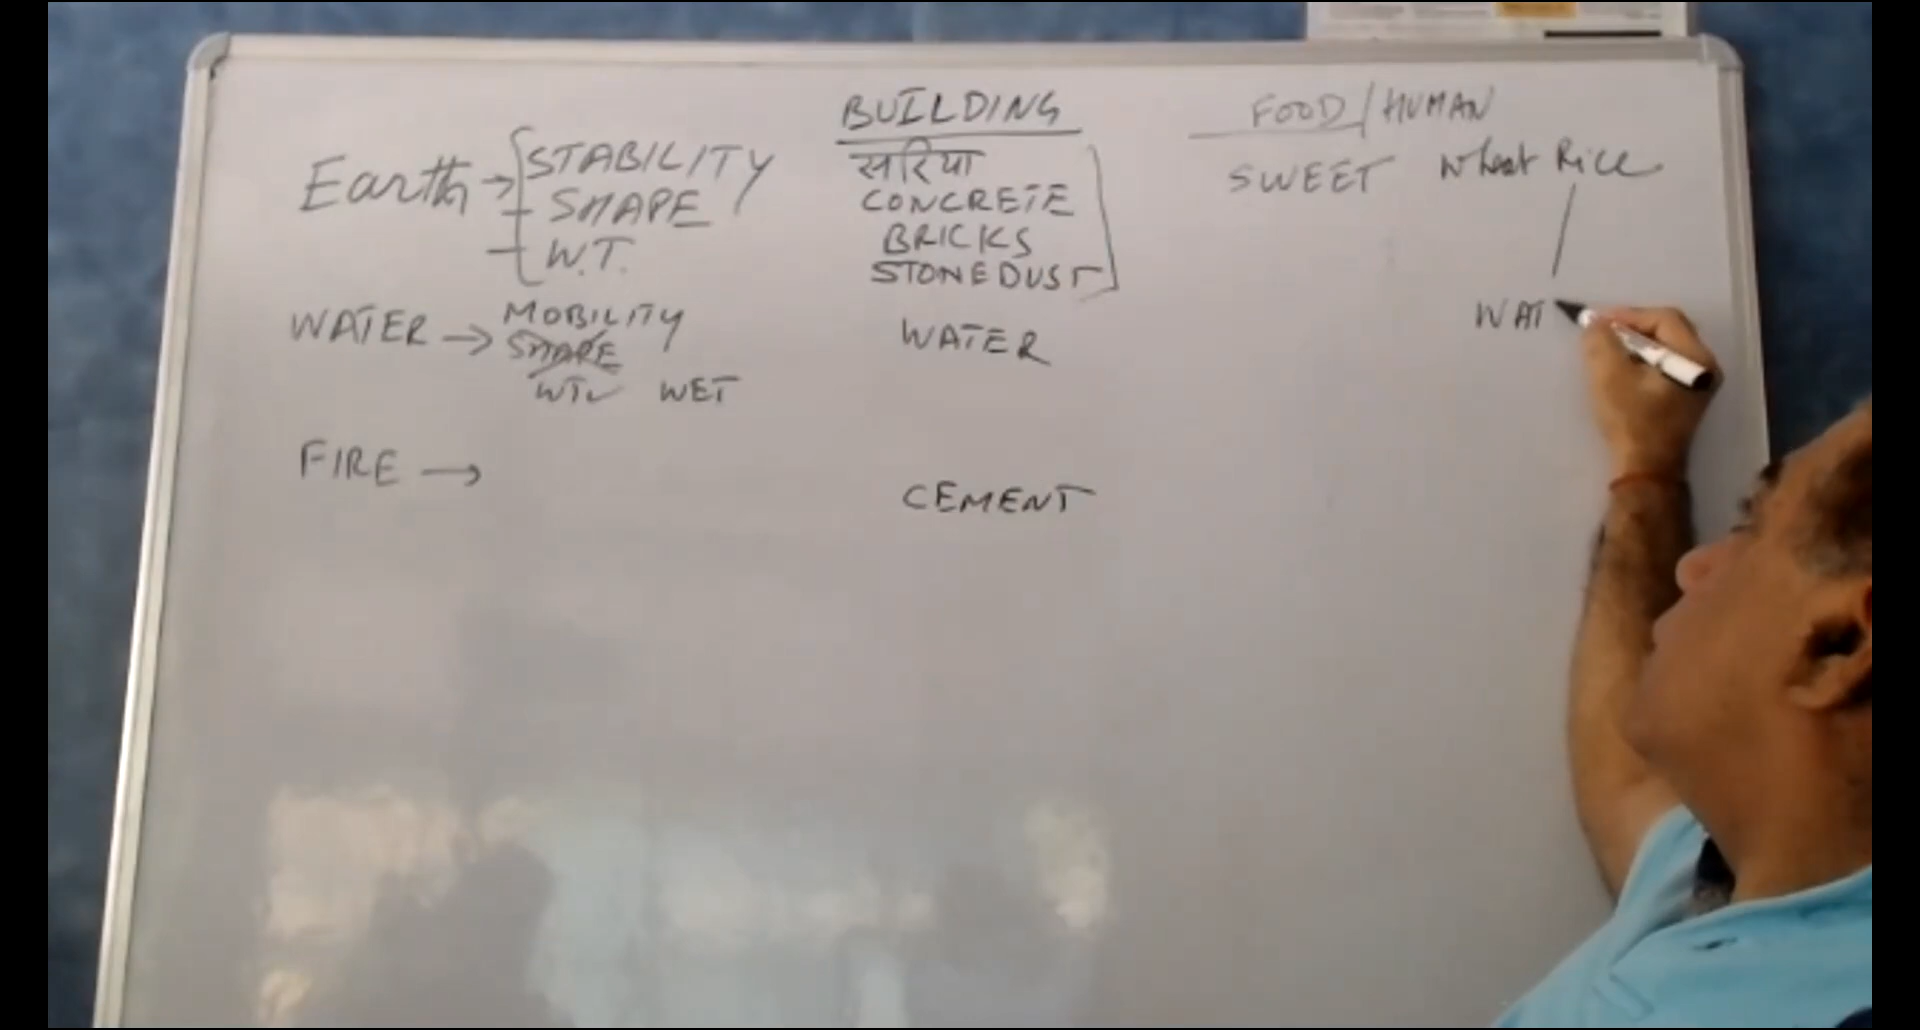 BUILDING
FOOD / HUMAN
Earth → STABILITY
सरिया
SWEET Wheat Rice
- SHAPE
CONCRETE
- W.T.
BRICKS
STONEDUST
WATER → MOBILITY
WATER
WAT
SHAPE
WT✓ WET
FIRE →
CEMENT